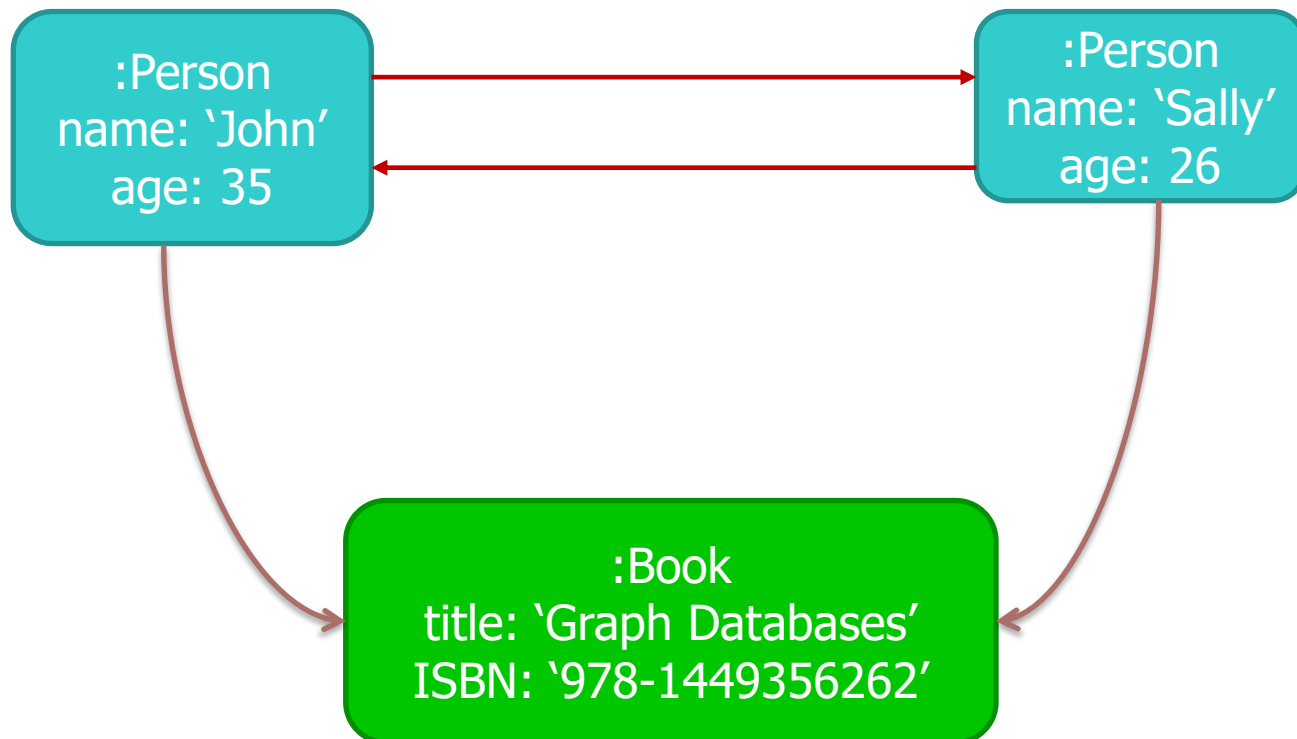 :Person
name: ‘John’
age: 35
:Person
name: ‘Sally’
age: 26
:Book
title: ‘Graph Databases’
ISBN: ‘978-1449356262’